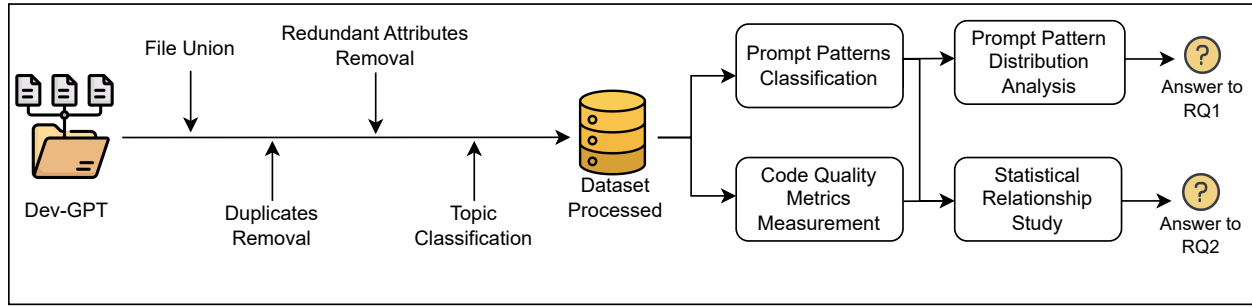 File Union
Redundant Attributes
Removal
Dev-GPT
Duplicates
Removal
Topic
Classification
Dataset
Processed
Prompt Patterns
Classification
Code Quality
Metrics
Measurement
Prompt Pattern
Distribution
Analysis
Statistical
Relationship
Study
?
Answer to
RQ1
?
Answer to
RQ2